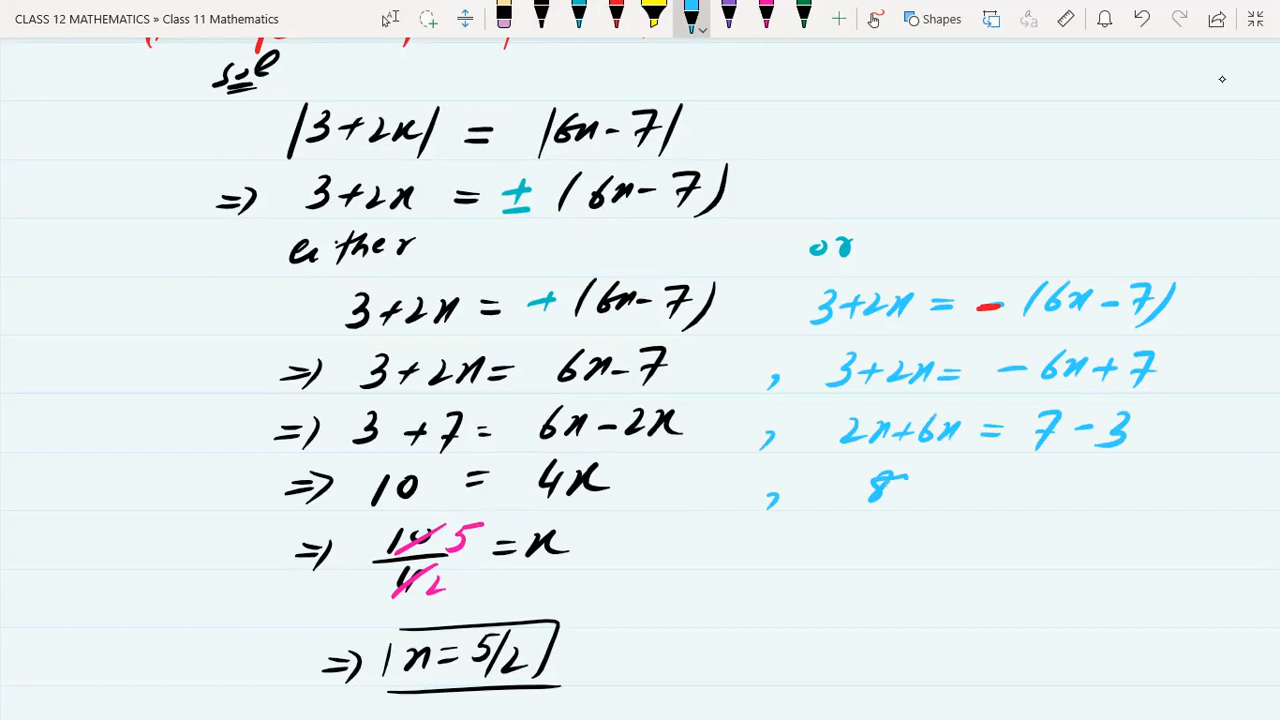 CLASS 12 MATHEMATICS » Class 11 Mathematics
Shapes
sol
|3+2x| = |6x-7|
=> 3+2x = ± (6x-7)
either or
3+2x = +(6x-7) 3+2x = -(6x-7)
=> 3+2x = 6x-7 , 3+2x = -6x+7
=> 3+7 = 6x-2x , 2x+6x = 7-3
=> 10 = 4x , 8
=> 10/4 5/2 = x
=> x = 5/2